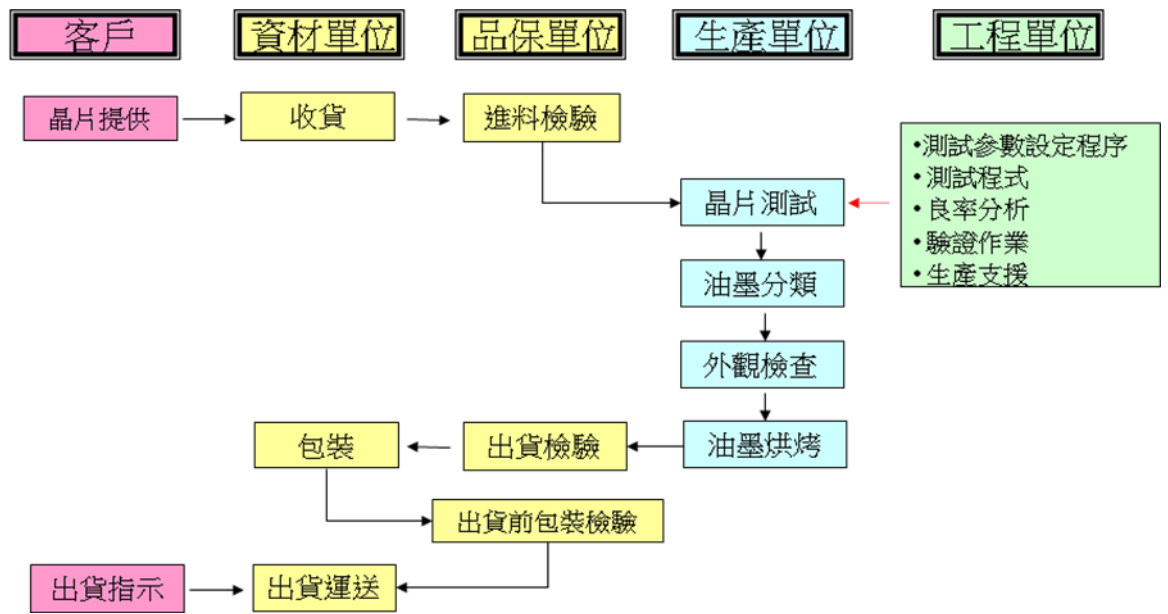 客戶
資材單位
品保單位
生產單位
工程單位
晶片提供
收貨
進料檢驗
•測試參數設定程序
•測試程式
•良率分析
•驗證作業
•生產支援
晶片測試
油墨分類
外觀檢查
油墨烘烤
出貨檢驗
包裝
出貨前包裝檢驗
出貨指示
出貨運送